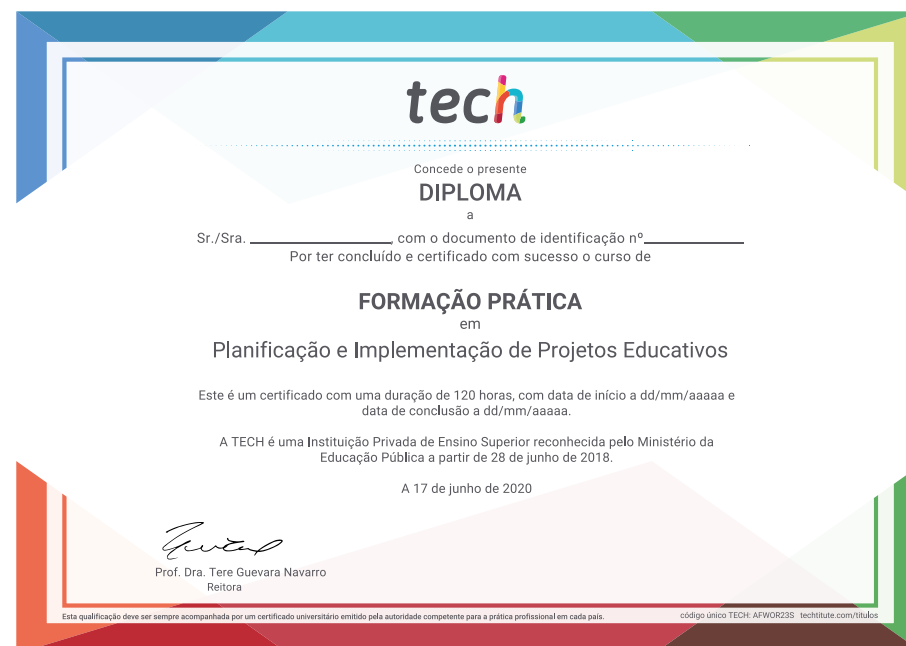 tech
Concede o presente
DIPLOMA
a
Sr./Sra. ____________________, com o documento de identificação nº______________
Por ter concluído e certificado com sucesso o curso de
FORMAÇÃO PRÁTICA
em
Planificação e Implementação de Projetos Educativos
Este é um certificado com uma duração de 120 horas, com data de início a dd/mm/aaaaa e
data de conclusão a dd/mm/aaaaa.
A TECH é uma Instituição Privada de Ensino Superior reconhecida pelo Ministério da
Educação Pública a partir de 28 de junho de 2018.
A 17 de junho de 2020
Prof. Dra. Tere Guevara Navarro
Reitora
Esta qualificação deve ser sempre acompanhada por um certificado universitário emitido pela autoridade competente para a prática profissional em cada país.
código único TECH: AFWOR23S techtitute.com/titulos